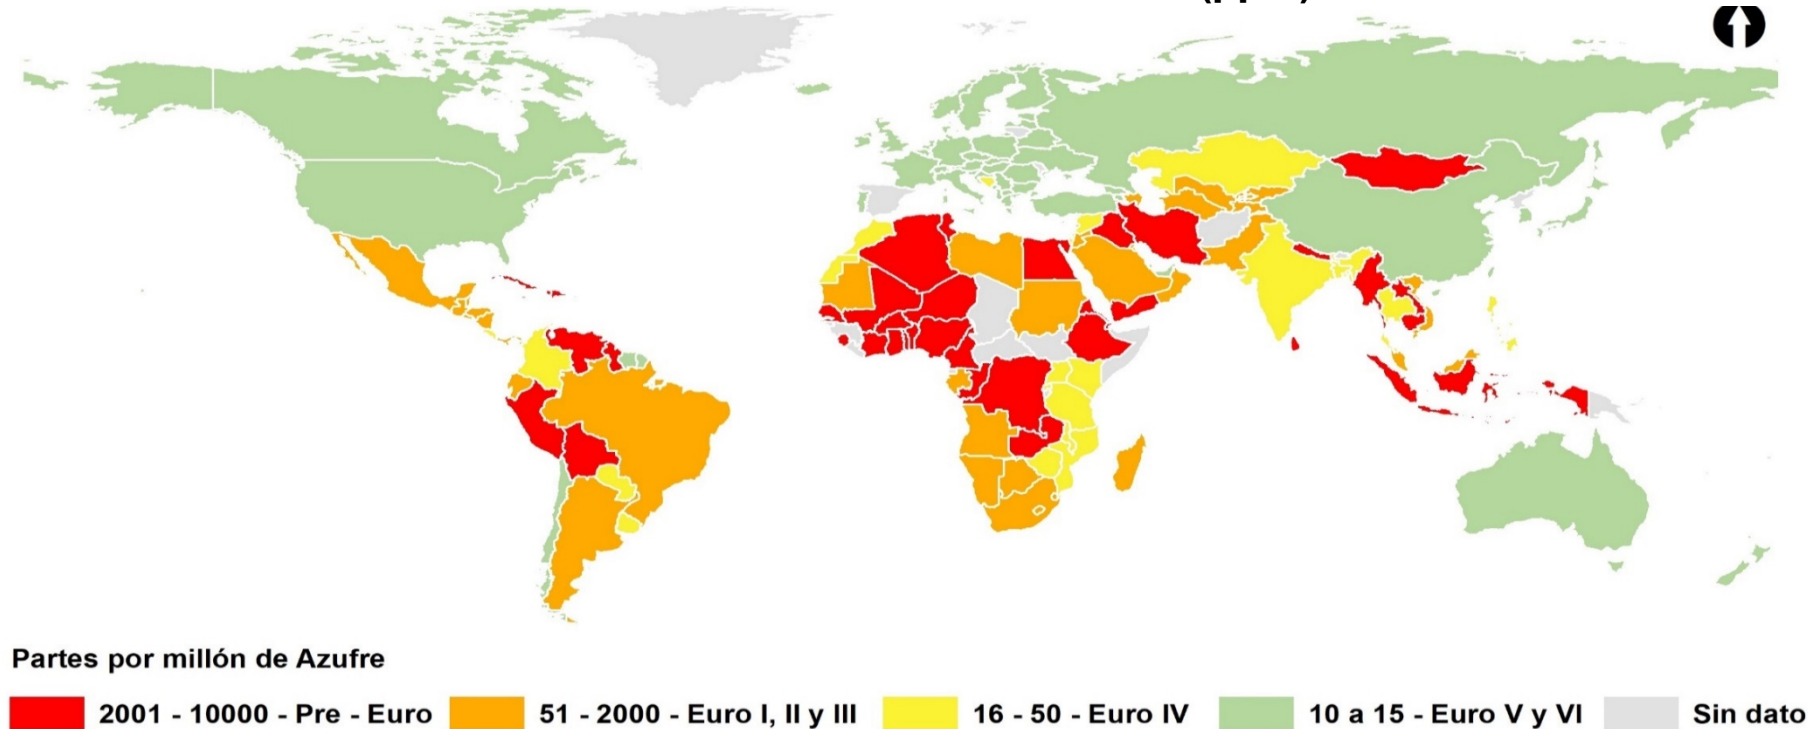 Partes por millón de Azufre
2001 - 10000 - Pre - Euro 51 - 2000 - Euro I, II y III 16 - 50 - Euro IV 10 a 15 - Euro V y VI Sin dato